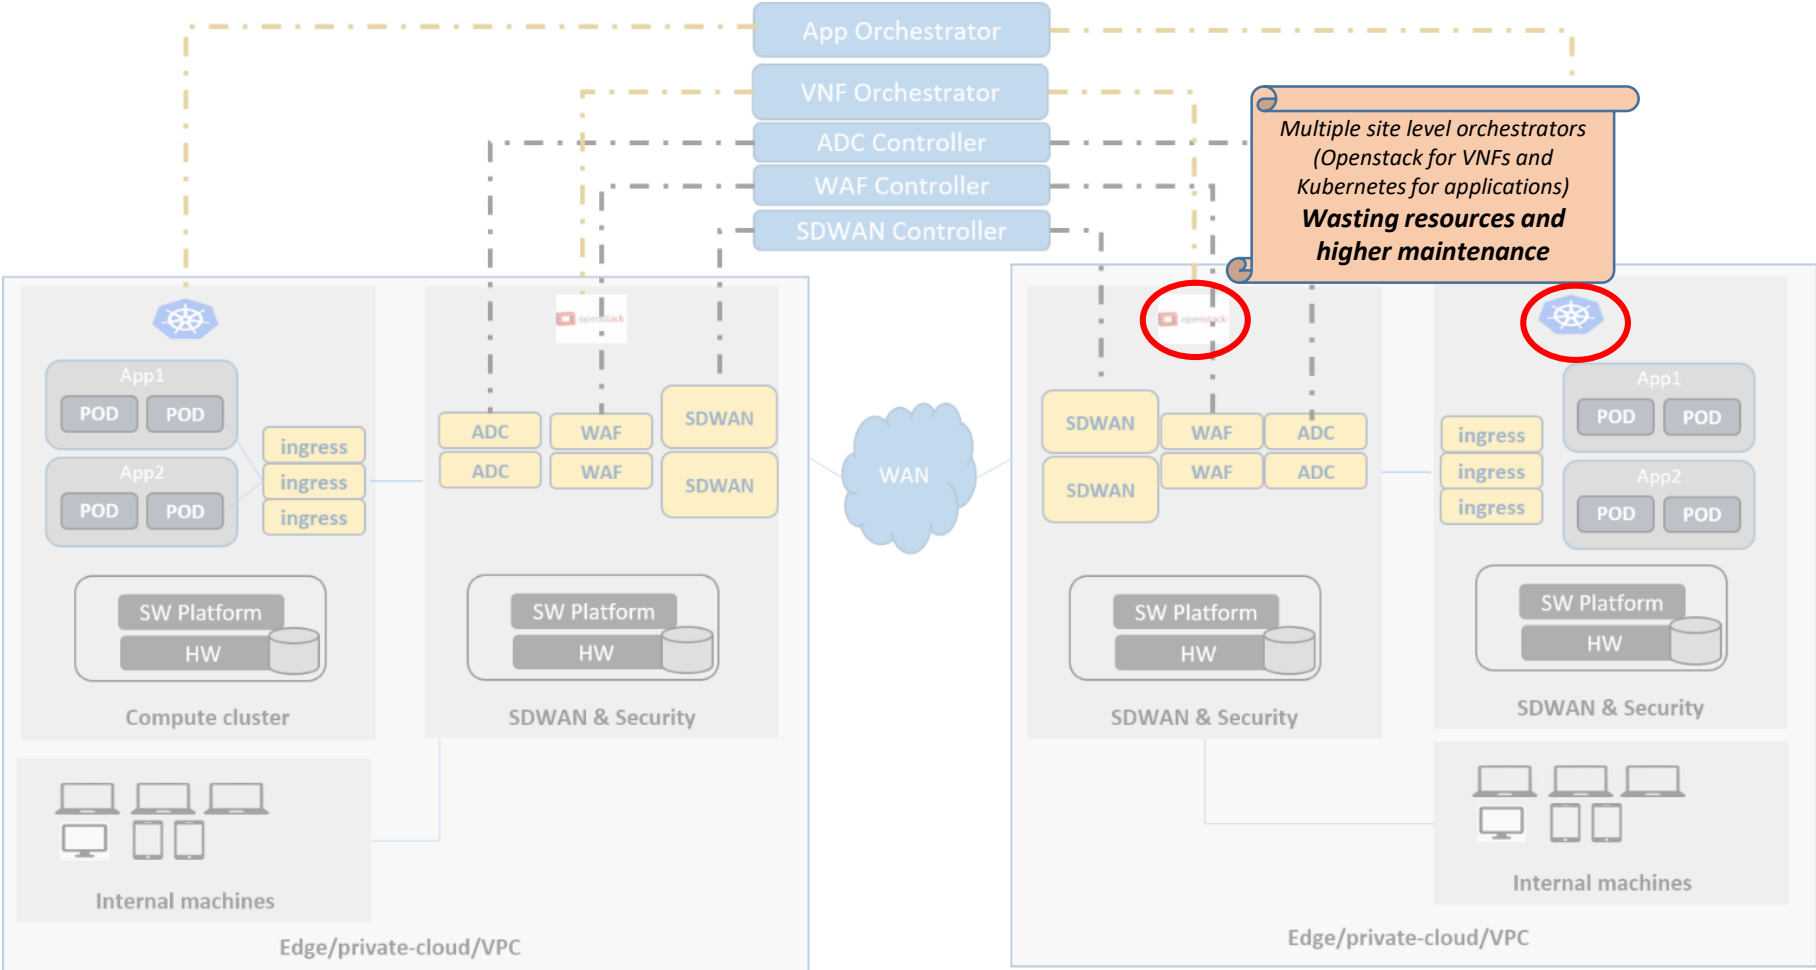 App Orchestrator
VNF Orchestrator
ADC Controller
WAF Controller
SDWAN Controller
Multiple site level orchestrators
(Openstack for VNFs and
Kubernetes for applications)
Wasting resources and
higher maintenance
openstack
App1
POD POD
App2
POD POD
ingress
ingress
ingress
ADC WAF SDWAN
ADC WAF SDWAN
SW Platform
HW
Compute cluster
SW Platform
HW
SDWAN & Security
Internal machines
Edge/private-cloud/VPC
WAN
openstack
SDWAN WAF ADC
SDWAN WAF ADC
ingress
ingress
ingress
App1
POD POD
App2
POD POD
SW Platform
HW
SDWAN & Security
SW Platform
HW
SDWAN & Security
Internal machines
Edge/private-cloud/VPC